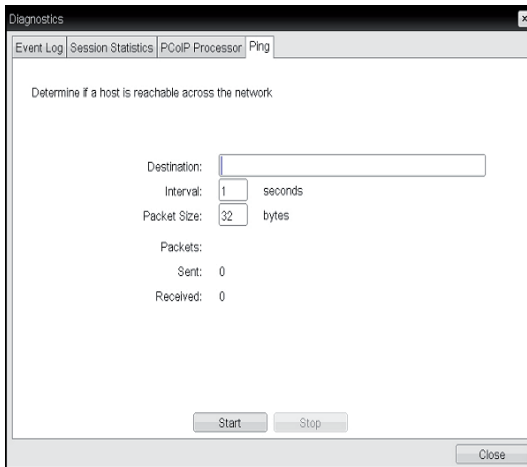 Diagnostics
Event Log Session Statistics PCoIP Processor Ping
Determine if a host is reachable across the network
Destination:
Interval: 1 seconds
Packet Size: 32 bytes
Packets:
Sent: 0
Received: 0
Start Stop
Close